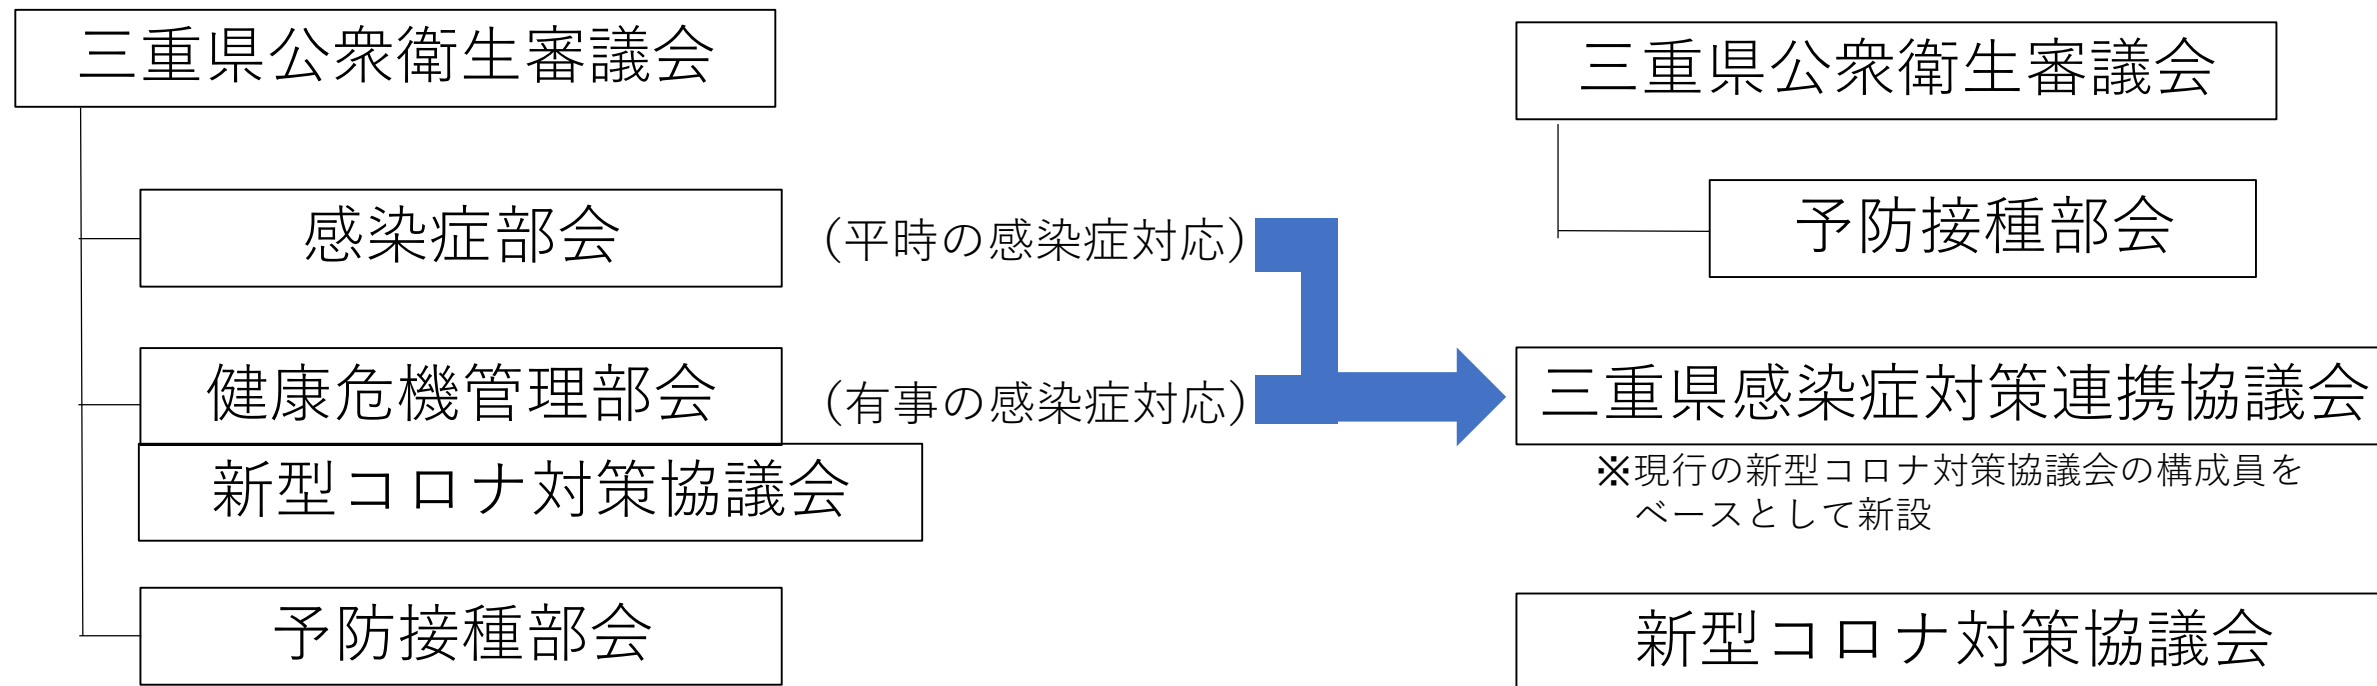 三重県公衆衛生審議会
感染症部会
(平時の感染症対応)
健康危機管理部会
(有事の感染症対応)
新型コロナ対策協議会
予防接種部会
三重県公衆衛生審議会
予防接種部会
三重県感染症対策連携協議会
※現行の新型コロナ対策協議会の構成員を
ベースとして新設
新型コロナ対策協議会